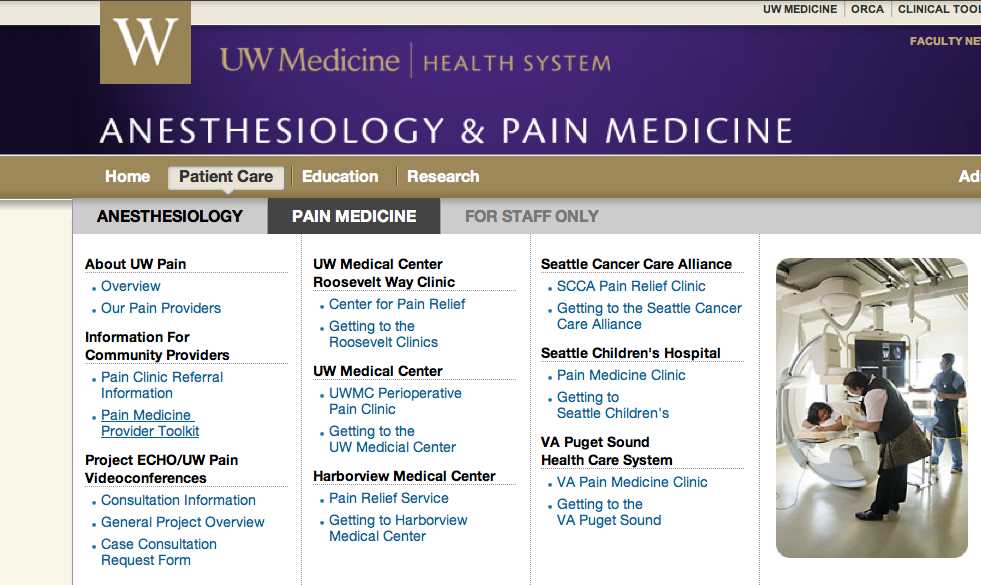 UW MEDICINE ORCA CLINICAL TOOL
W
UW Medicine HEALTH SYSTEM
FACULTY NE
ANESTHESIOLOGY & PAIN MEDICINE
Home Patient Care Education Research Ad
ANESTHESIOLOGY PAIN MEDICINE FOR STAFF ONLY
About UW Pain
Overview
Our Pain Providers
Information For
Community Providers
Pain Clinic Referral
Information
Pain Medicine
Provider Toolkit
Project ECHO/UW Pain
Videoconferences
Consultation Information
General Project Overview
Case Consultation
Request Form
UW Medical Center
Roosevelt Way Clinic
Center for Pain Relief
Getting to the
Roosevelt Clinics
UW Medical Center
UWMC Perioperative
Pain Clinic
Getting to the
UW Medicial Center
Harborview Medical Center
Pain Relief Service
Getting to Harborview
Medical Center
Seattle Cancer Care Alliance
SCCA Pain Relief Clinic
Getting to the Seattle Cancer
Care Alliance
Seattle Children's Hospital
Pain Medicine Clinic
Getting to
Seattle Children's
VA Puget Sound
Health Care System
VA Pain Medicine Clinic
Getting to the
VA Puget Sound